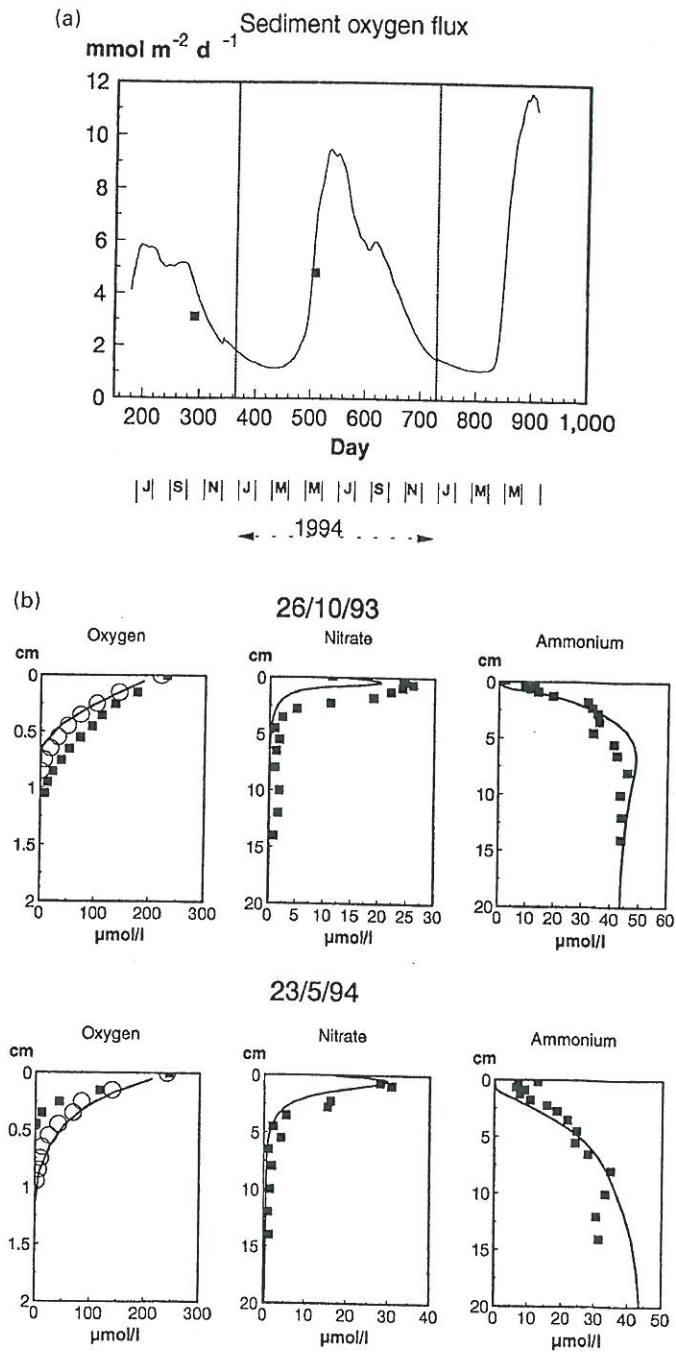 (a) Sediment oxygen flux
mmol m⁻² d⁻¹
12
10
8
6
4
2
0
200 300 400 500 600 700 800 900 1,000
Day
J S N J M M J S N J M M
1994
(b) 26/10/93
Oxygen Nitrate Ammonium
cm cm cm
0 0 0
0.5 5 5
1 10 10
1.5 15 15
2 20 20
0 100 200 300 0 5 10 15 20 25 30 0 10 20 30 40 50 60
μmol/l μmol/l μmol/l
23/5/94
Oxygen Nitrate Ammonium
cm cm cm
0 0 0
0.5 5 5
1 10 10
1.5 15 15
2 20 20
0 100 200 300 0 10 20 30 40 0 10 20 30 40 50
μmol/l μmol/l μmol/l